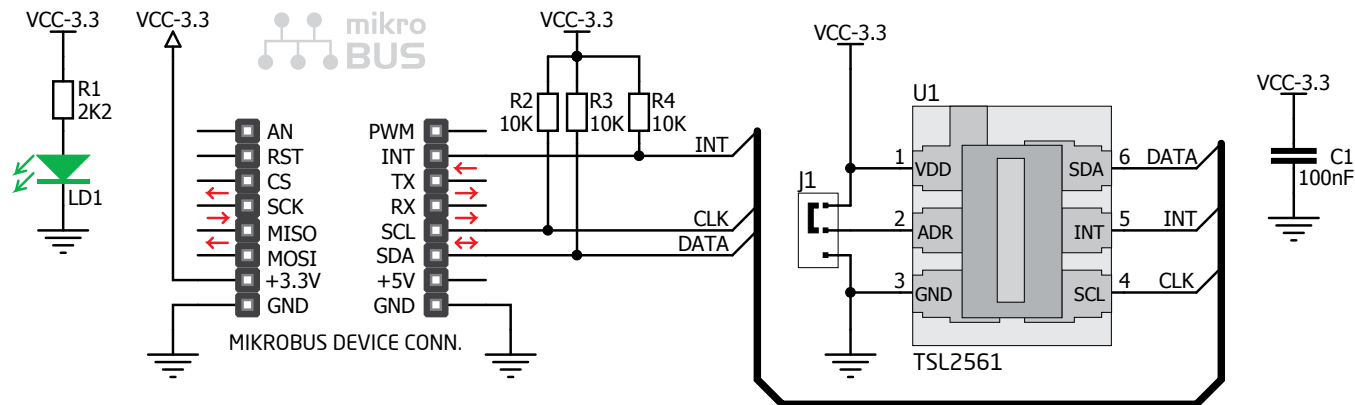 VCC-3.3
R1
2K2
LD1
VCC-3.3
mikro
BUS
AN
RST
CS
SCK
MISO
MOSI
+3.3V
GND
PWM
INT
TX
RX
SCL
SDA
+5V
GND
MIKROBUS DEVICE CONN.
VCC-3.3
R2
10K
R3
10K
R4
10K
INT
CLK
DATA
VCC-3.3
J1
U1
1
VDD
2
ADR
3
GND
SDA
6
DATA
INT
5
INT
SCL
4
CLK
TSL2561
VCC-3.3
C1
100nF